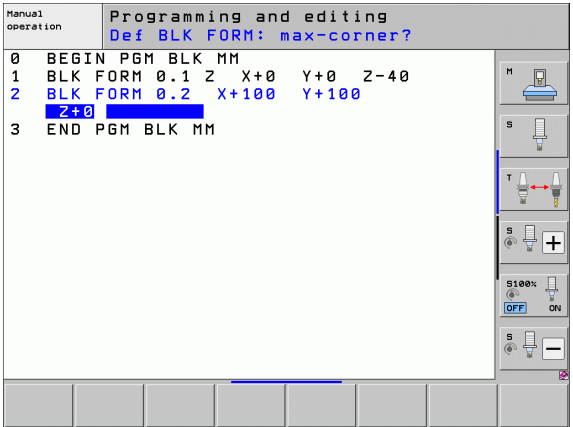 Manual
operation
Programming and editing
Def BLK FORM: max-corner?
0 BEGIN PGM BLK MM
1 BLK FORM 0.1 Z X+0 Y+0 Z-40
2 BLK FORM 0.2 X+100 Y+100
Z+0
3 END PGM BLK MM
M
S
T
S
+
S100%
OFF ON
S
-